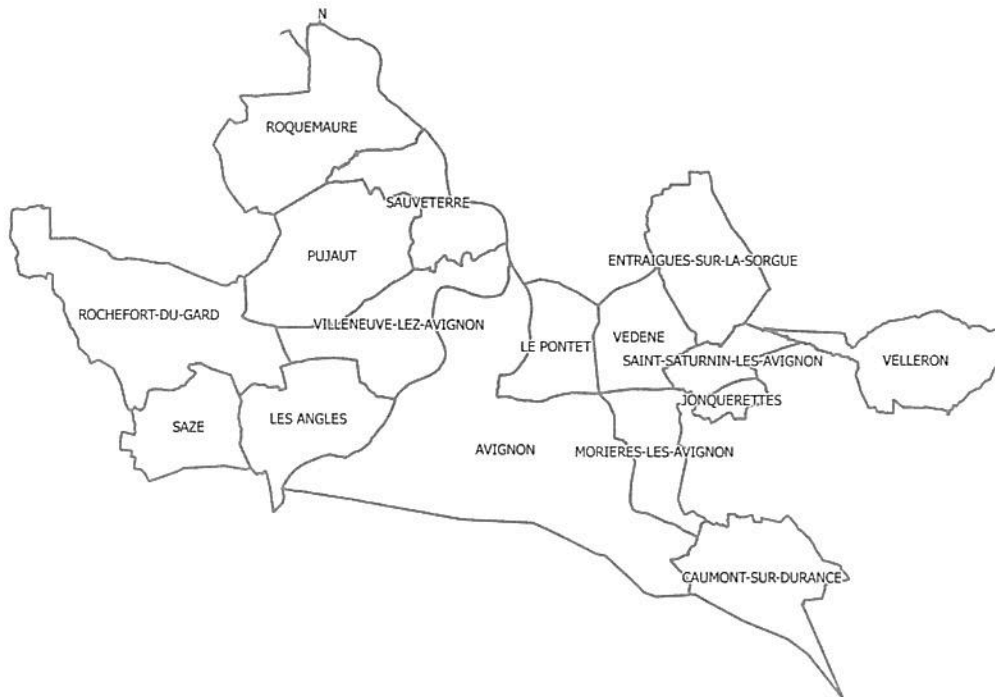 N
ROQUEMAURE
SAUVETERRE
PUJAUT
ENTRAIGUES-SUR-LA-SORGUE
ROCHEFORT-DU-GARD
VILLENEUVE-LEZ-AVIGNON
LE PONTET
VEDENE
SAINT-SATURNIN-LES-AVIGNON
VELLERON
JONQUERETTES
SAZE
LES ANGLES
AVIGNON
MORIERES-LES-AVIGNON
CAUMONT-SUR-DURANCE